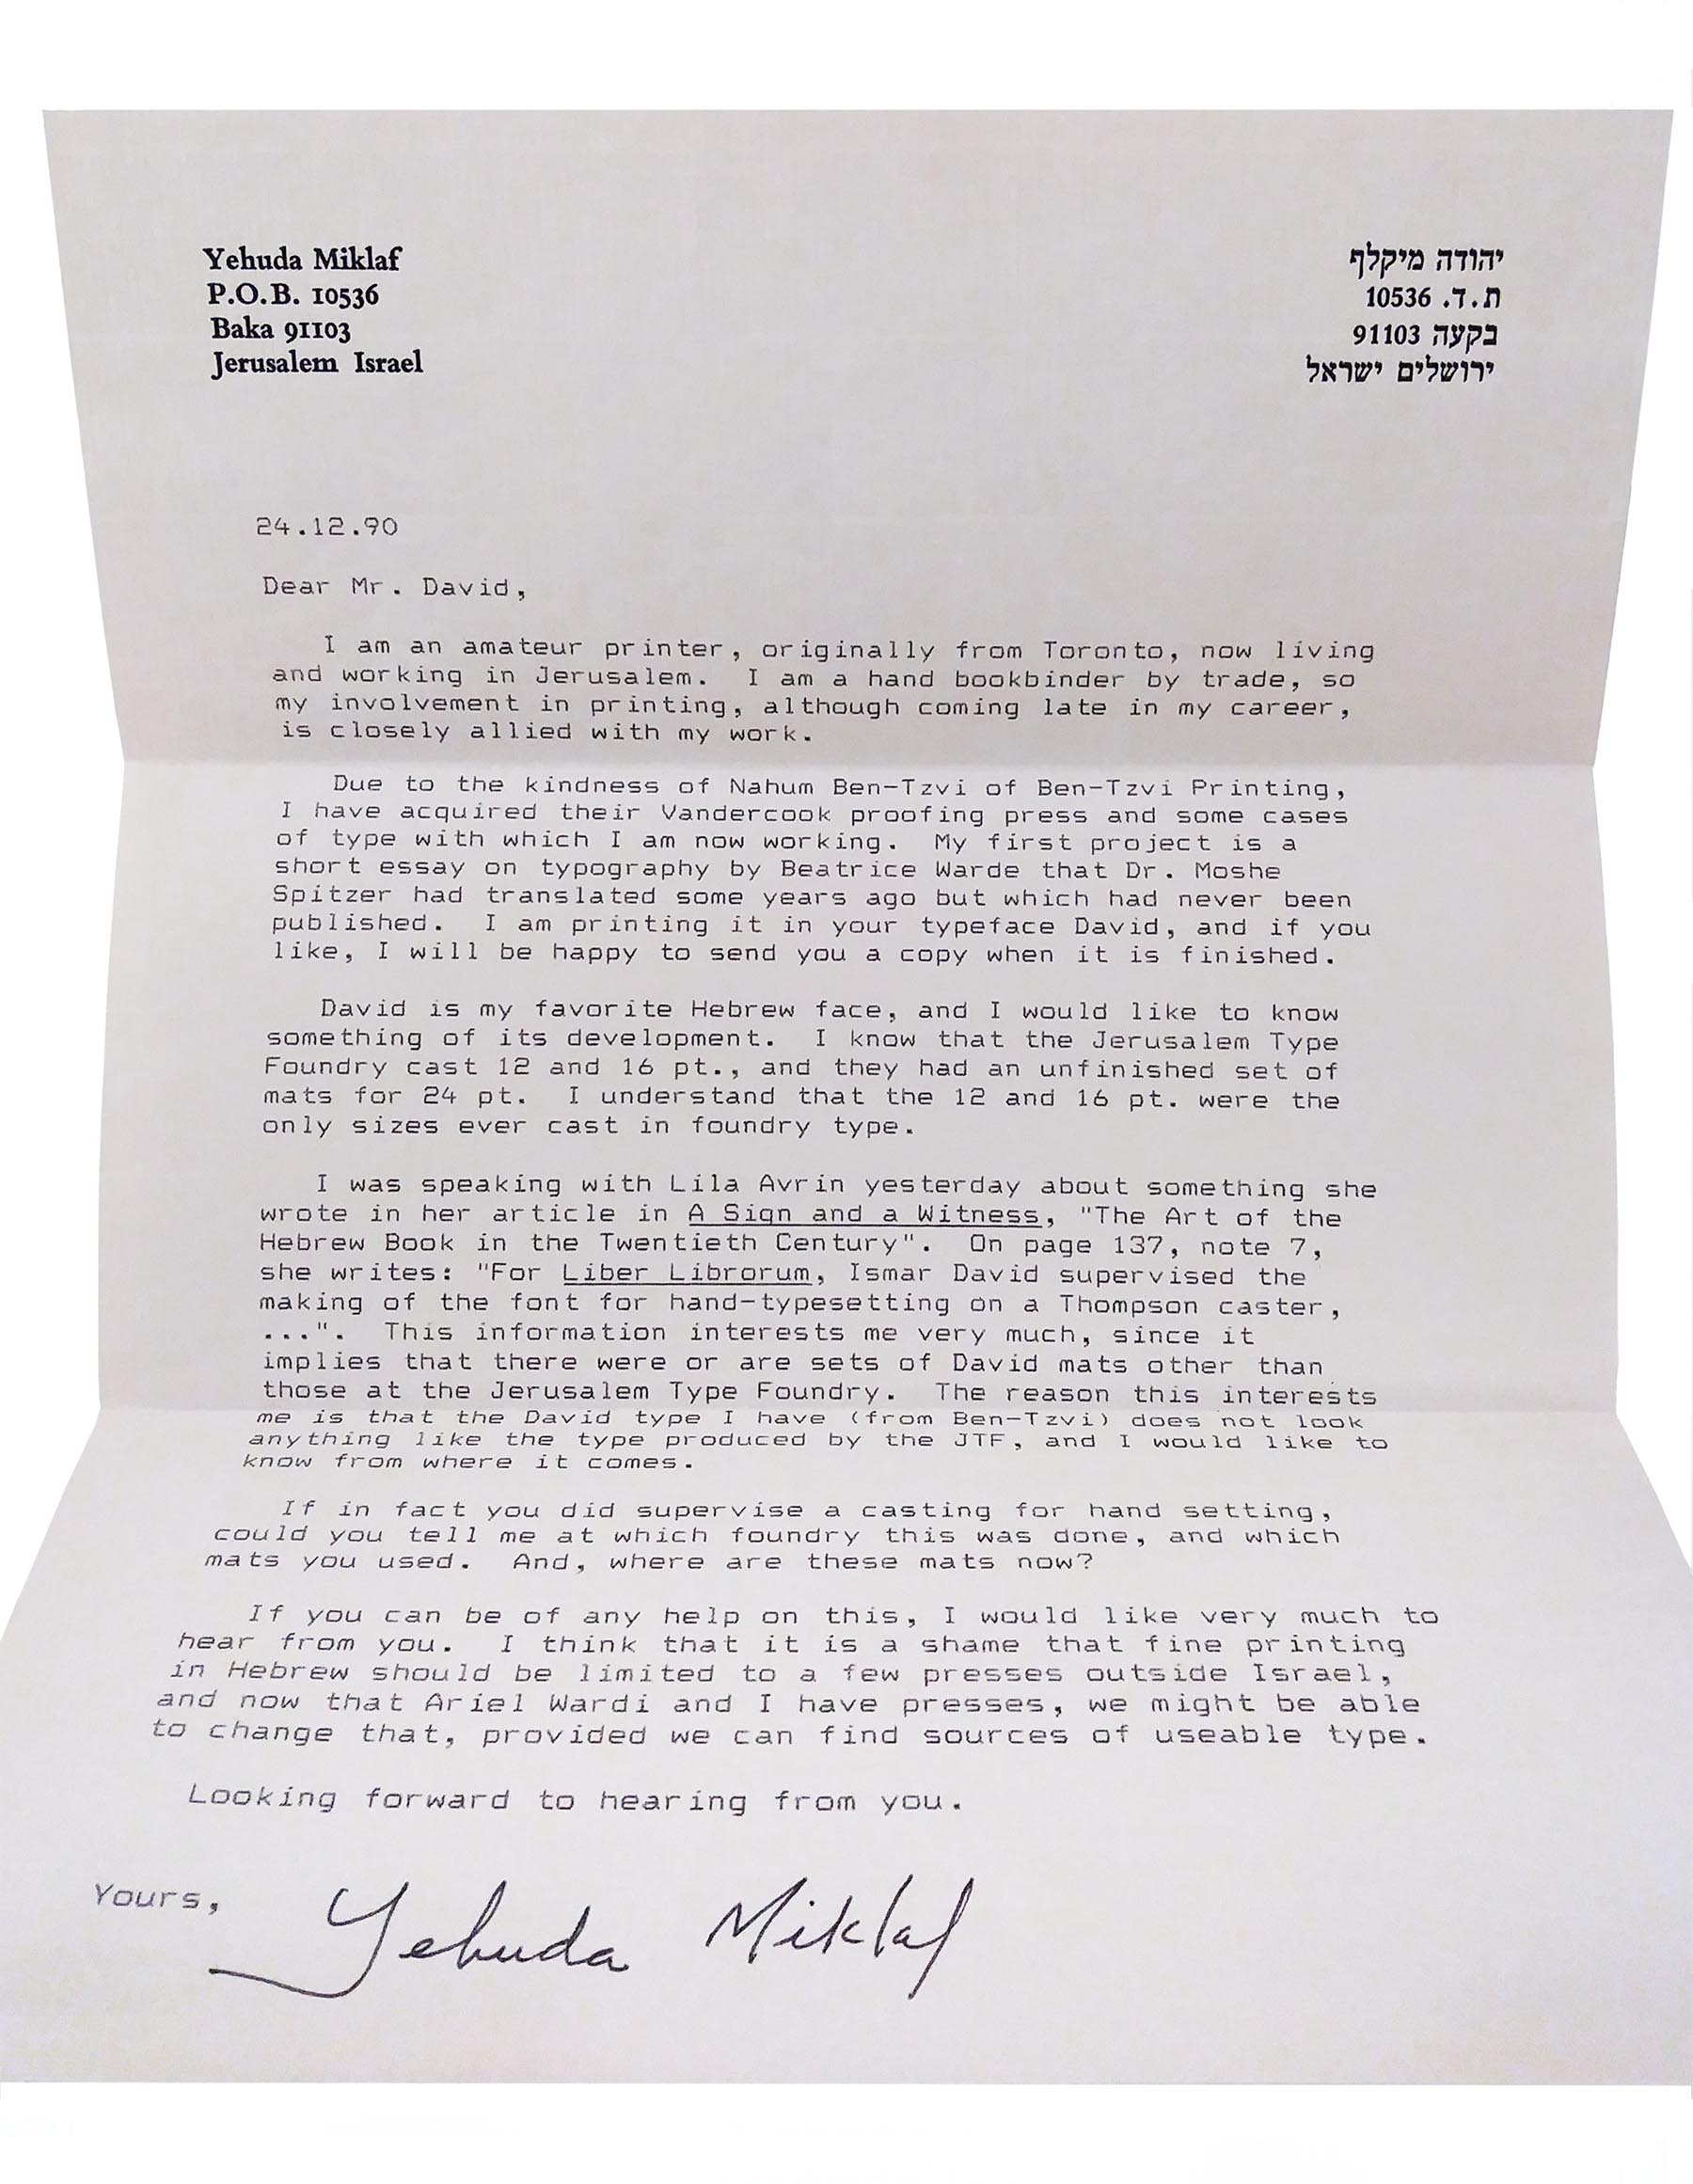 Yehuda Miklaf
P.O.B. 10536
Baka 91103
Jerusalem Israel
יהודה מיקלף
ת.ד. 10536
בקעה 91103
ירושלים ישראל
24.12.90
Dear Mr. David,
I am an amateur printer, originally from Toronto, now living
and working in Jerusalem. I am a hand bookbinder by trade, so
my involvement in printing, although coming late in my career,
is closely allied with my work.
Due to the kindness of Nahum Ben-Tzvi of Ben-Tzvi Printing,
I have acquired their Vandercook proofing press and some cases
of type with which I am now working. My first project is a
short essay on typography by Beatrice Warde that Dr. Moshe
Spitzer had translated some years ago but which had never been
published. I am printing it in your typeface David, and if you
like, I will be happy to send you a copy when it is finished.
David is my favorite Hebrew face, and I would like to know
something of its development. I know that the Jerusalem Type
Foundry cast 12 and 16 pt., and they had an unfinished set of
mats for 24 pt. I understand that the 12 and 16 pt. were the
only sizes ever cast in foundry type.
I was speaking with Lila Avrin yesterday about something she
wrote in her article in A Sign and a Witness, "The Art of the
Hebrew Book in the Twentieth Century". On page 137, note 7,
she writes: "For Liber Librorum, Ismar David supervised the
making of the font for hand-typesetting on a Thompson caster,
...". This information interests me very much, since it
implies that there were or are sets of David mats other than
those at the Jerusalem Type Foundry. The reason this interests
me is that the David type I have (from Ben-Tzvi) does not look
anything like the type produced by the JTF, and I would like to
know from where it comes.
If in fact you did supervise a casting for hand setting,
could you tell me at which foundry this was done, and which
mats you used. And, where are these mats now?
If you can be of any help on this, I would like very much to
hear from you. I think that it is a shame that fine printing
in Hebrew should be limited to a few presses outside Israel,
and now that Ariel Wardi and I have presses, we might be able
to change that, provided we can find sources of useable type.
Looking forward to hearing from you.
Yours,
Yehuda Miklaf